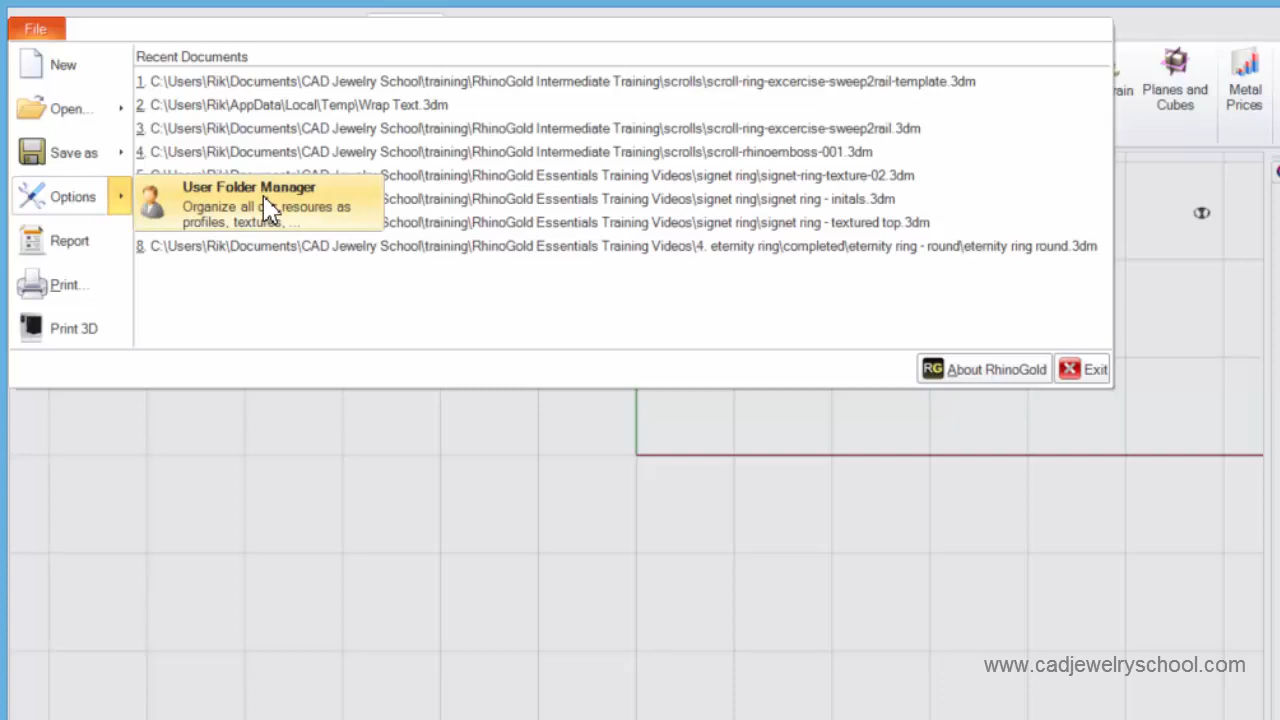 File
New
Open...
Save as
Options
Report
Print...
Print 3D
Recent Documents
1. C:\Users\Rik\Documents\CAD Jewelry School\training\RhinoGold Intermediate Training\scrolls\scroll-ring-excercise-sweep2rail-template.3dm
2. C:\Users\Rik\AppData\Local\Temp\Wrap Text.3dm
3. C:\Users\Rik\Documents\CAD Jewelry School\training\RhinoGold Intermediate Training\scrolls\scroll-ring-excercise-sweep2rail.3dm
4. C:\Users\Rik\Documents\CAD Jewelry School\training\RhinoGold Intermediate Training\scrolls\scroll-rhinoemboss-001.3dm
School\training\RhinoGold Essentials Training Videos\signet ring\signet-ring-texture-02.3dm
School\training\RhinoGold Essentials Training Videos\signet ring\signet ring - initals.3dm
School\training\RhinoGold Essentials Training Videos\signet ring\signet ring - textured top.3dm
8. C:\Users\Rik\Documents\CAD Jewelry School\training\RhinoGold Essentials Training Videos\4. eternity ring\completed\eternity ring - round\eternity ring round.3dm
User Folder Manager
Organize all resoures as
profiles, textures, ...
RG About RhinoGold
Exit
rain
Planes and
Cubes
Metal
Prices
www.cadjewelryschool.com